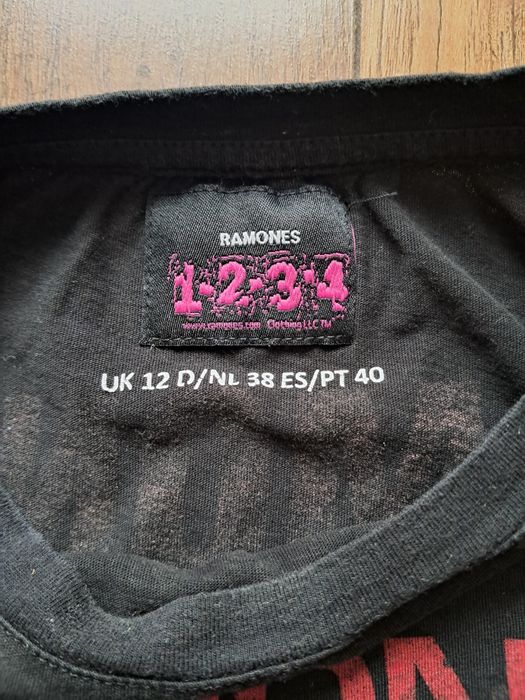 RAMONES
1-2-3-4
www.ramones.com Clothing LLC TM
UK 12 D/NL 38 ES/PT 40